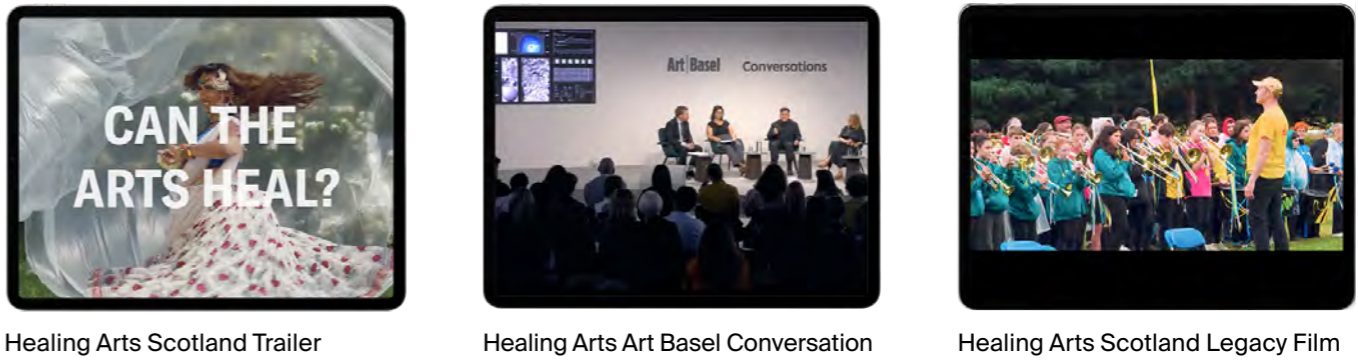 CAN THE
ARTS HEAL?
Art Basel Conversations
Healing Arts Scotland Trailer
Healing Arts Art Basel Conversation
Healing Arts Scotland Legacy Film